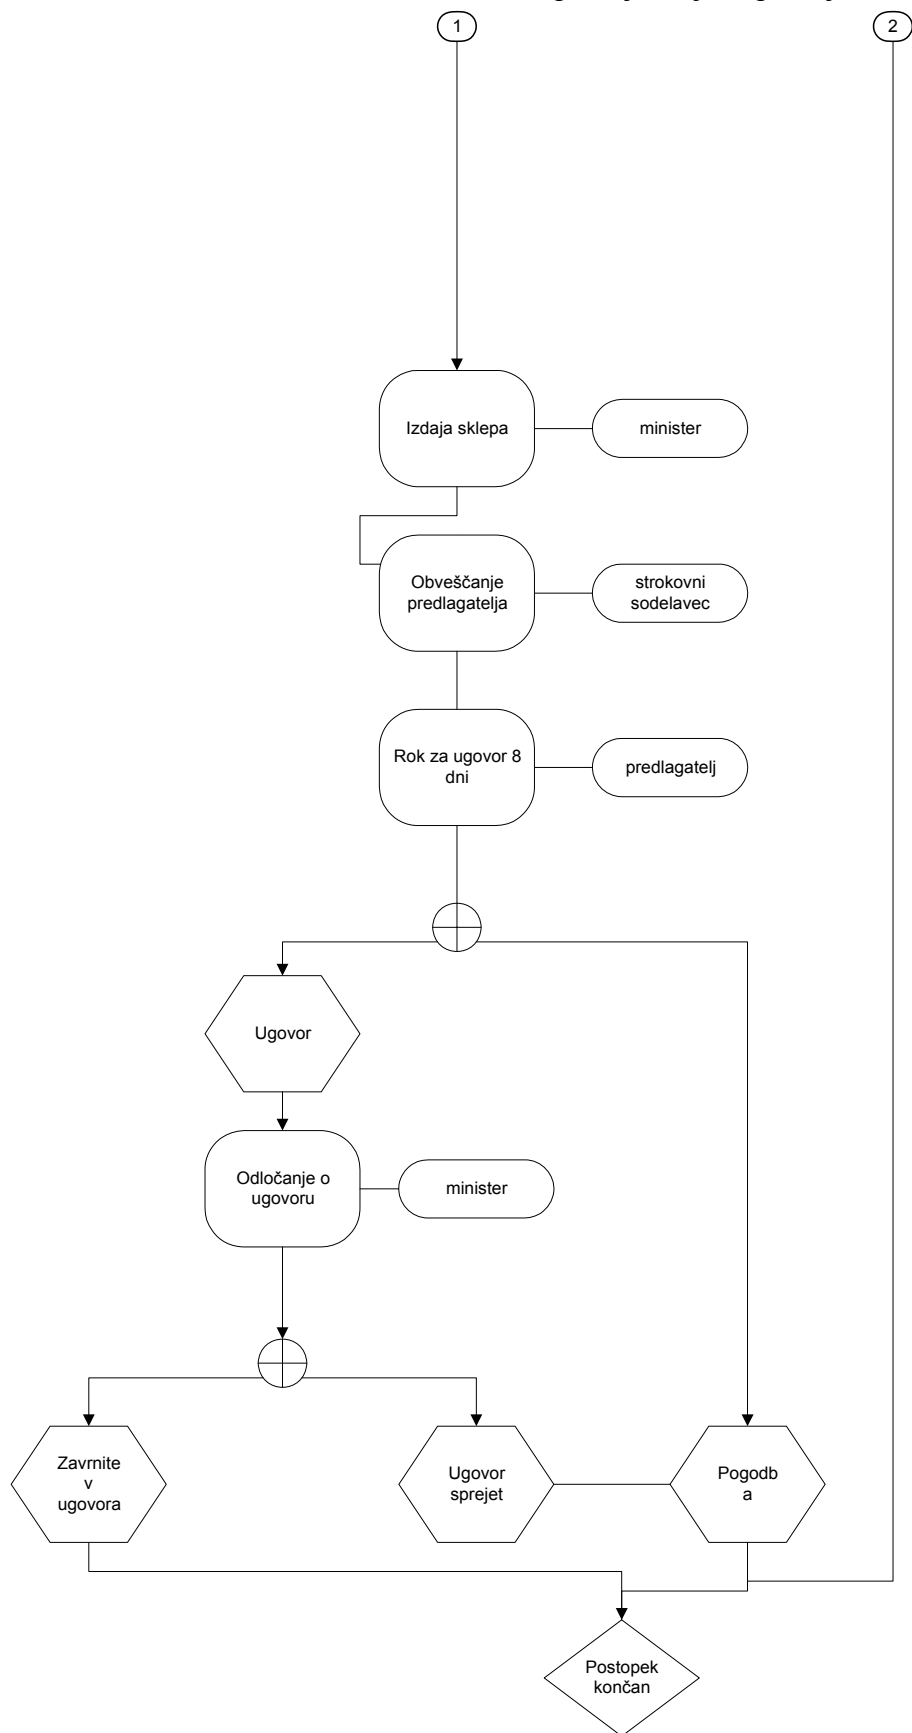 1
2
Izdaja sklepa
minister
Obveščanje
predlagatelja
strokovni
sodelavec
Rok za ugovor 8
dni
predlagatelj
Ugovor
Odločanje o
ugovoru
minister
Zavrnite
v
ugovora
Ugovor
sprejet
Pogodb
a
Postopek
končan